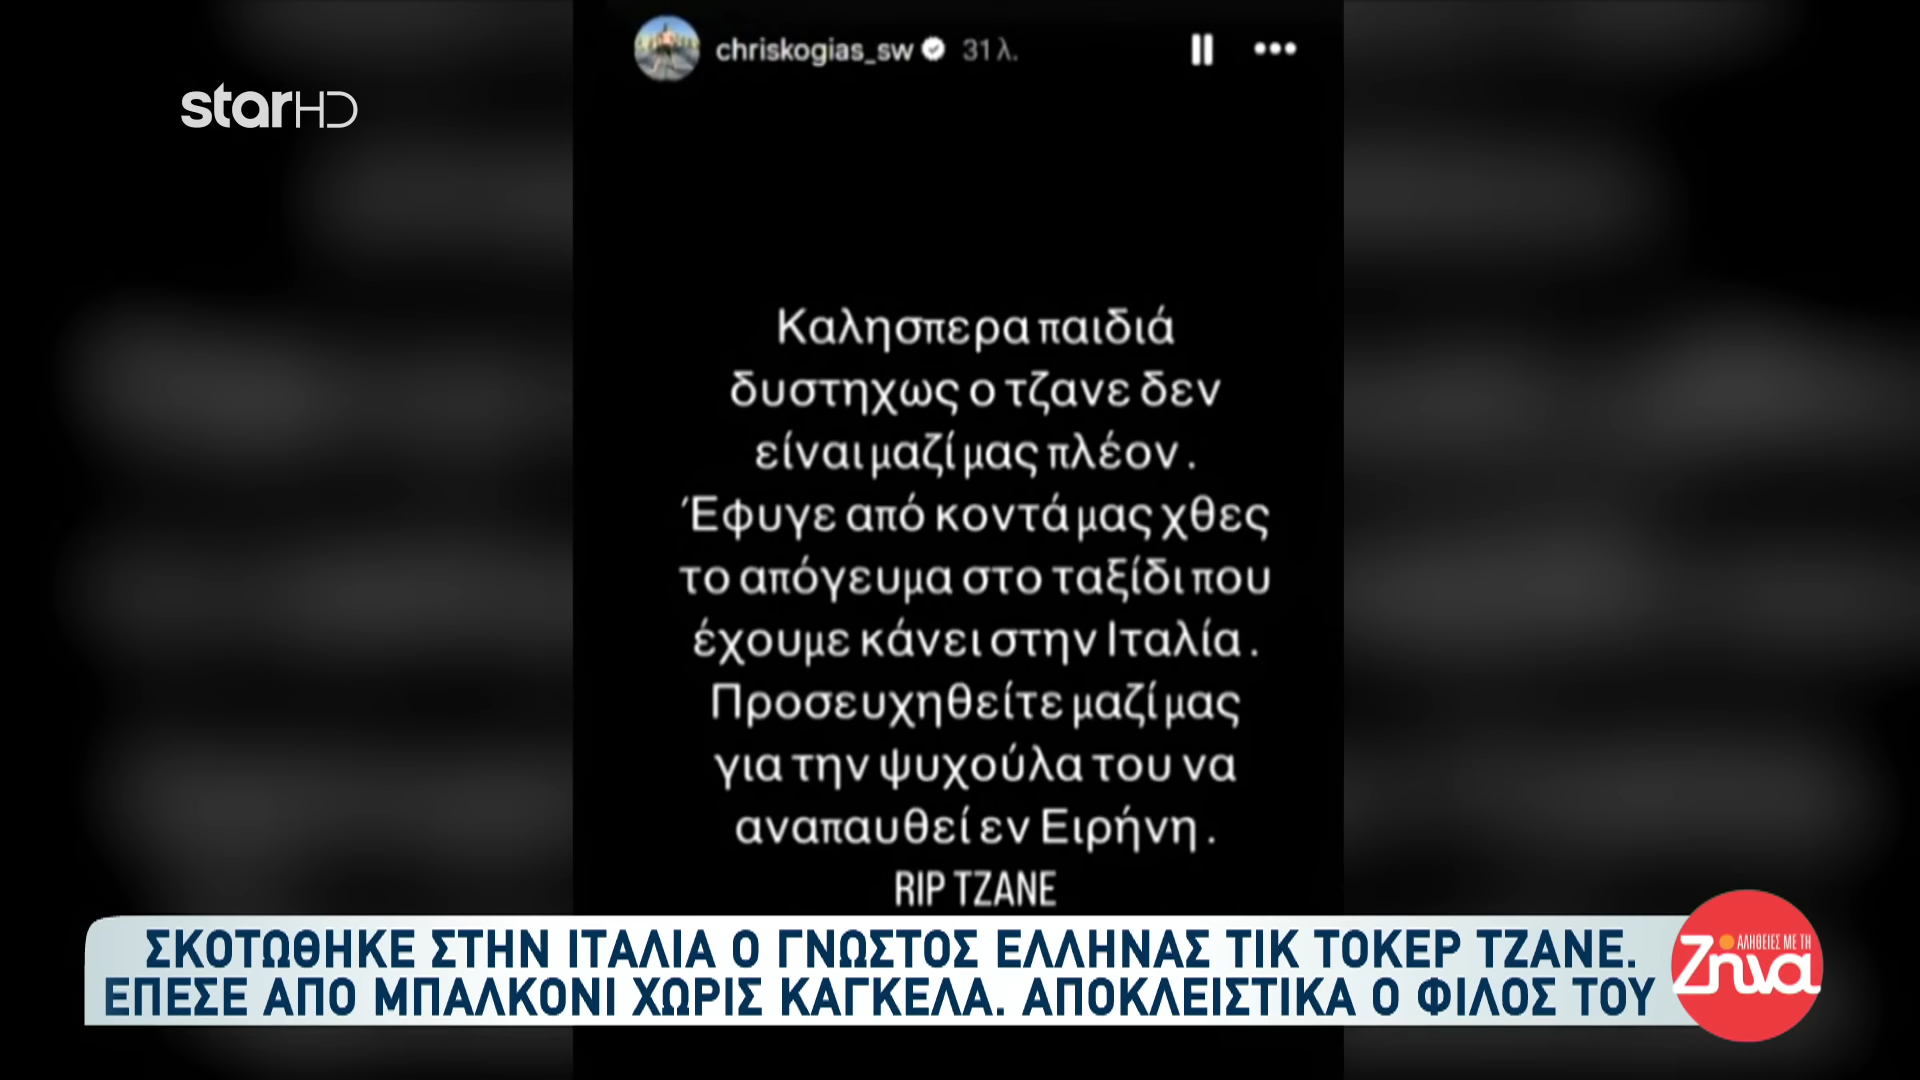 chriskogias_sw 31 λ.
starHD
Καλησπερα παιδιά
δυστηχως ο τζανε δεν
είναι μαζί μας πλέον .
Έφυγε από κοντά μας χθες
το απόγευμα στο ταξίδι που
έχουμε κάνει στην Ιταλία .
Προσευχηθείτε μαζί μας
για την ψυχούλα του να
αναπαυθεί εν Ειρήνη .
RIP TZANE
ΣΚΟΤΩΘΗΚΕ ΣΤΗΝ ΙΤΑΛΙΑ Ο ΓΝΩΣΤΟΣ ΕΛΛΗΝΑΣ ΤΙΚ ΤΟΚΕΡ ΤΖΑΝΕ.
ΕΠΕΣΕ ΑΠΟ ΜΠΑΛΚΟΝΙ ΧΩΡΙΣ ΚΑΓΚΕΛΑ. ΑΠΟΚΛΕΙΣΤΙΚΑ Ο ΦΙΛΟΣ ΤΟΥ
ΑΛΗΘΕΙΕΣ ΜΕ ΤΗ
Ζήνα